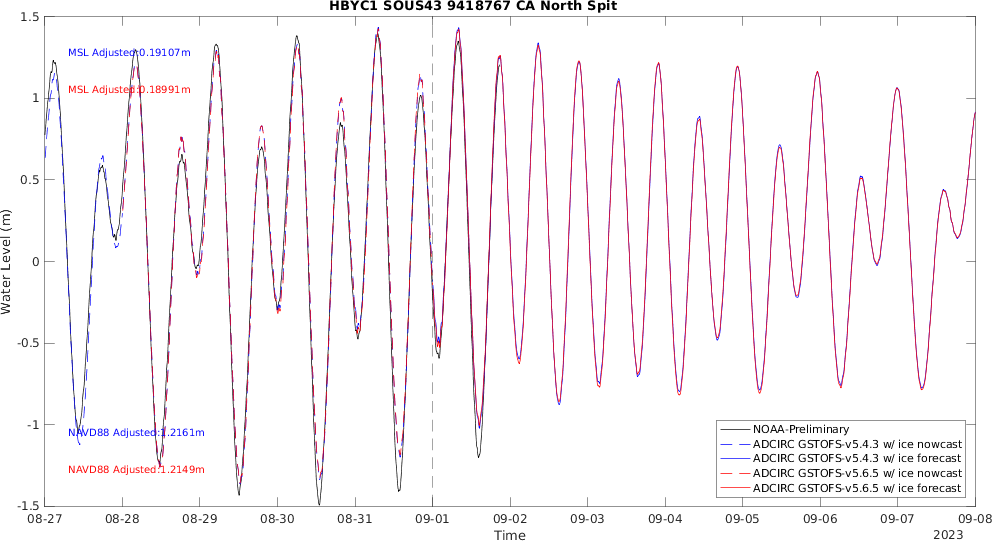 HBYC1 SOUS43 9418767 CA North Spit
1.5
1
0.5
0
-0.5
-1
-1.5
Water Level (m)
MSL Adjusted:0.19107m
MSL Adjusted:0.18991m
NAVD88 Adjusted:1.2161m
NAVD88 Adjusted:1.2149m
NOAA-Preliminary
ADCIRC GSTOFS-v5.4.3 w/ ice nowcast
ADCIRC GSTOFS-v5.4.3 w/ ice forecast
ADCIRC GSTOFS-v5.6.5 w/ ice nowcast
ADCIRC GSTOFS-v5.6.5 w/ ice forecast
08-27 08-28 08-29 08-30 08-31 09-01 09-02 09-03 09-04 09-05 09-06 09-07 09-08
Time
2023